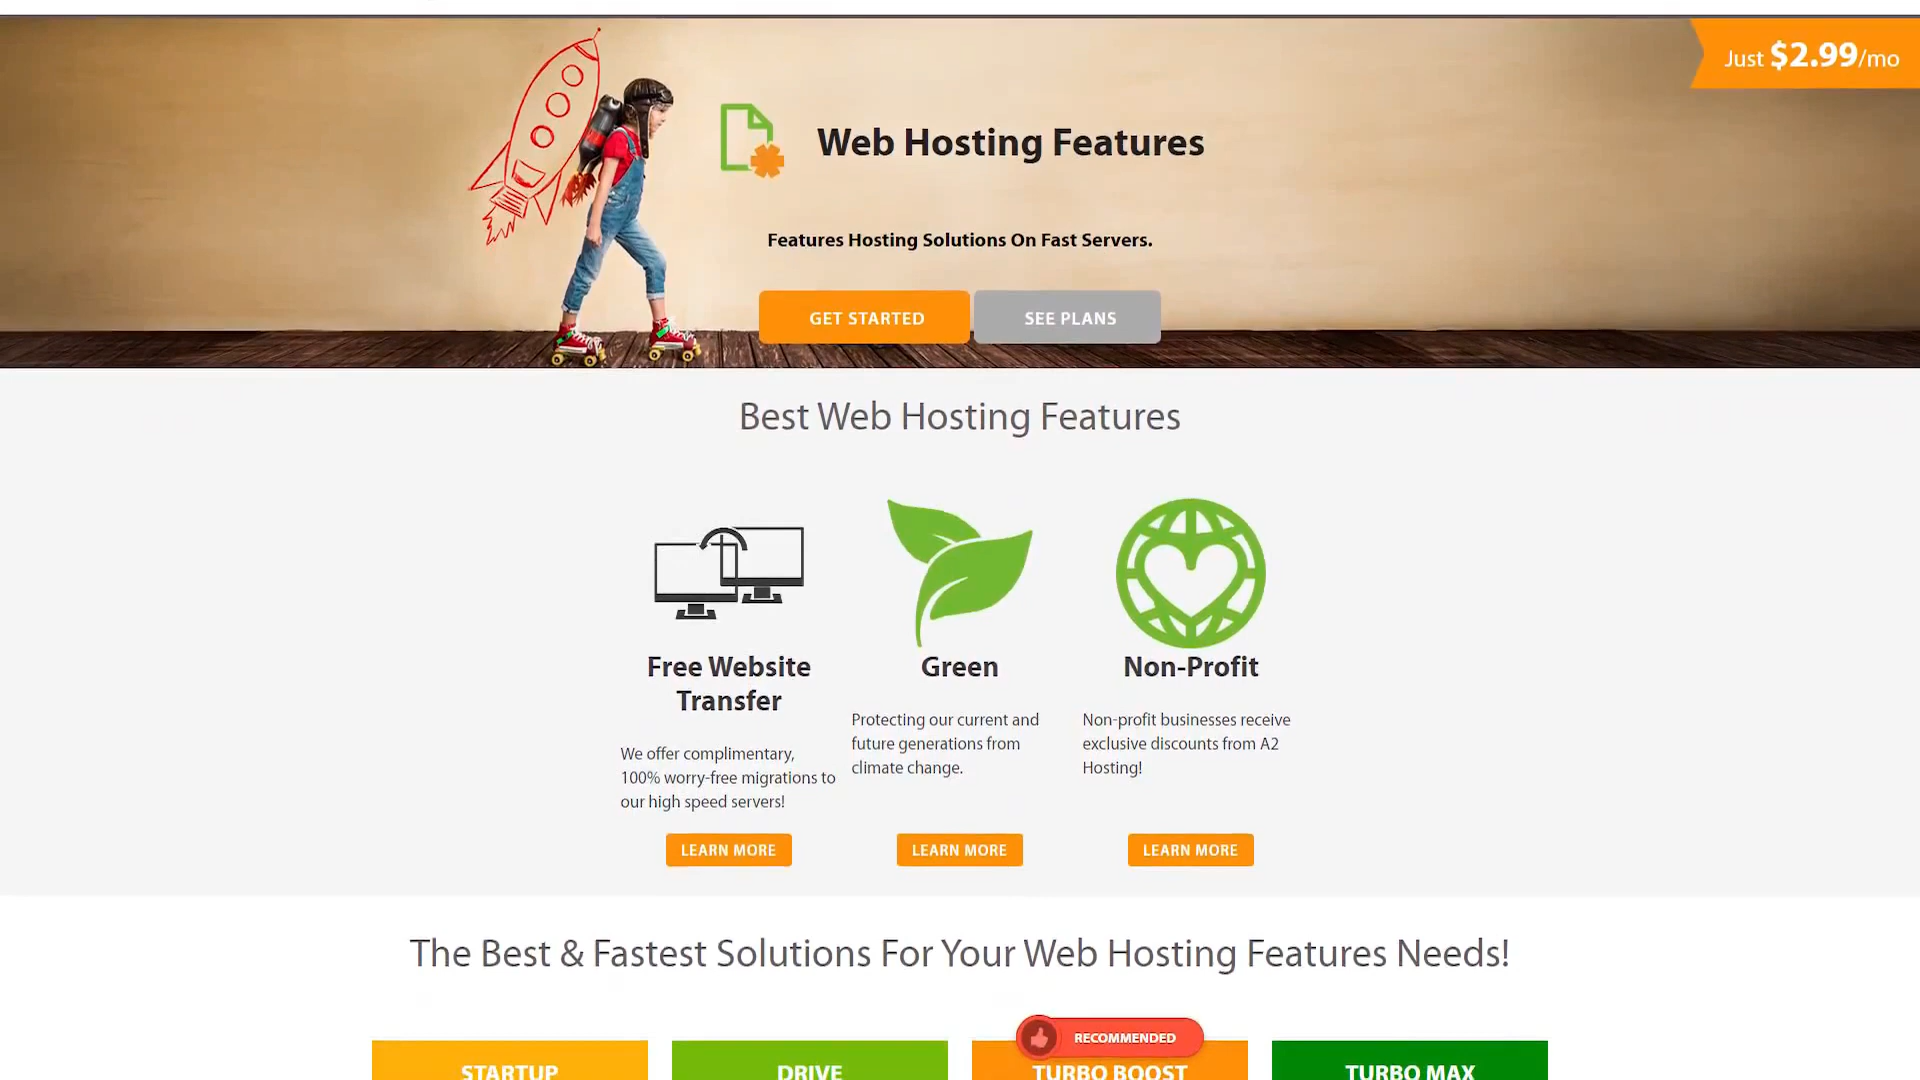 Just $2.99/mo
Web Hosting Features
Features Hosting Solutions On Fast Servers.
GET STARTED
SEE PLANS
Best Web Hosting Features
Free Website
Transfer
We offer complimentary,
100% worry-free migrations to
our high speed servers!
LEARN MORE
Green
Protecting our current and
future generations from
climate change.
LEARN MORE
Non-Profit
Non-profit businesses receive
exclusive discounts from A2
Hosting!
LEARN MORE
The Best & Fastest Solutions For Your Web Hosting Features Needs!
STARTUP
DRIVE
RECOMMENDED
TURBO BOOST
TURBO MAX